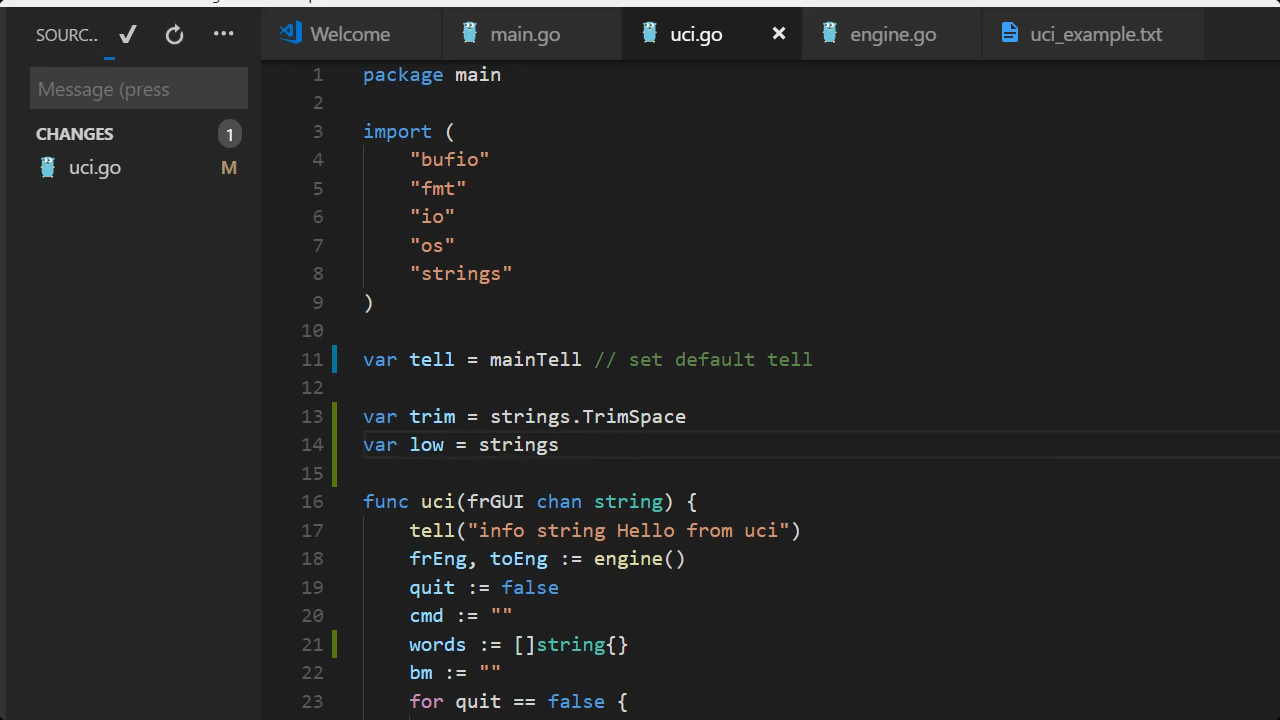 SOURC..
Welcome
main.go
uci.go
engine.go
uci_example.txt
Message (press
CHANGES
1
uci.go
M
1 package main
2
3 import (
4 "bufio"
5 "fmt"
6 "io"
7 "os"
8 "strings"
9 )
10
11 var tell = mainTell // set default tell
12
13 var trim = strings.TrimSpace
14 var low = strings
15
16 func uci(frGUI chan string) {
17 tell("info string Hello from uci")
18 frEng, toEng := engine()
19 quit := false
20 cmd := ""
21 words := []string{}
22 bm := ""
23 for quit == false {